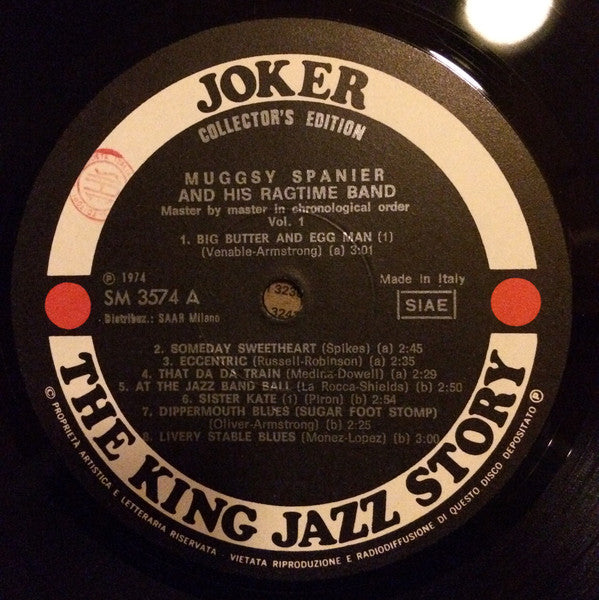 JOKER
COLLECTOR'S EDITION
MUGGSY SPANIER
AND HIS RAGTIME BAND
Master by master in chronological order
Vol. 1
1. BIG BUTTER AND EGG MAN (1)
(Venable-Armstrong) (a) 3:01
℗ 1974
SM 3574 A
Distribuz.: SAAR Milano
Made in Italy
SIAE
2. SOMEDAY SWEETHEART (Spikes) (a) 2:45
3. ECCENTRIC (Russell-Robinson) (a) 2:35
4. THAT DA DA TRAIN (Medina-Dowell) (a) 2:29
5. AT THE JAZZ BAND BALL (La Rocca-Shields) (b) 2:50
6. SISTER KATE (1) (Piron) (b) 2:54
7. DIPPERMOUTH BLUES (SUGAR FOOT STOMP)
(Oliver-Armstrong) (b) 2:25
8. LIVERY STABLE BLUES (Monez-Lopez) (b) 3:00
THE KING JAZZ STORY
© PROPRIETÀ ARTISTICA E LETTERARIA RISERVATA - VIETATA RIPRODUZIONE E RADIODIFFUSIONE DI QUESTO DISCO DEPOSITATO ℗